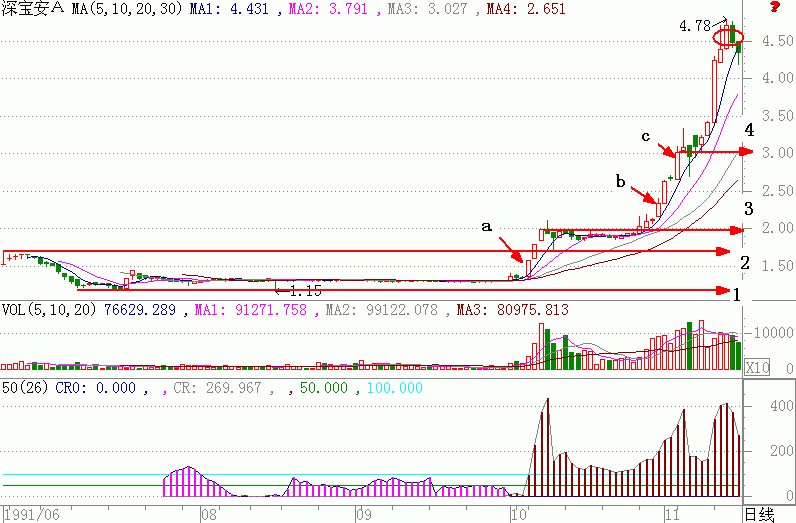 深宝安A MA(5,10,20,30) MA1: 4.431 , MA2: 3.791 , MA3: 3.027 , MA4: 2.651
?
4.78
4.50
4.00
3.50
4
c
3.00
b
2.50
3
a
2.00
2
1.50
1.15
1
VOL(5,10,20) 76629.289 , MA1: 91271.758 , MA2: 99122.078 , MA3: 80975.813
10000
0
X10
50(26) CR0: 0.000 , , CR: 269.967 , , 50.000 , 100.000
400
200
0
1991/06 08 09 10 11 日线